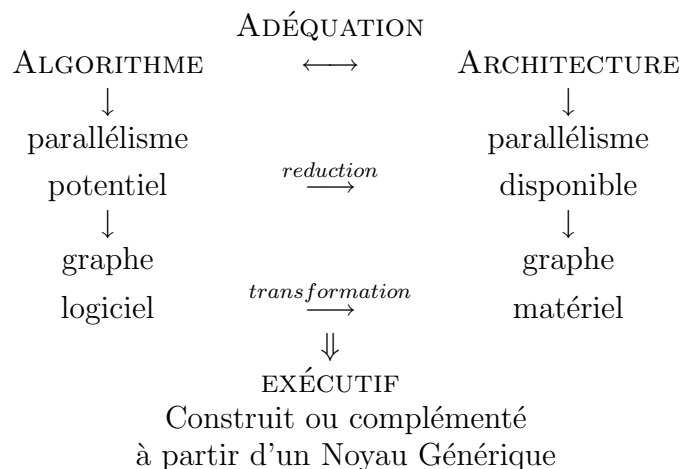 ADÉQUATION
ALGORITHME ⟷ ARCHITECTURE
↓ ↓
parallélisme parallélisme
reduction
potentiel ⟶ disponible
↓ ↓
graphe graphe
transformation
logiciel ⟶ matériel
⇓
EXÉCUTIF
Construit ou complémenté
à partir d'un Noyau Générique